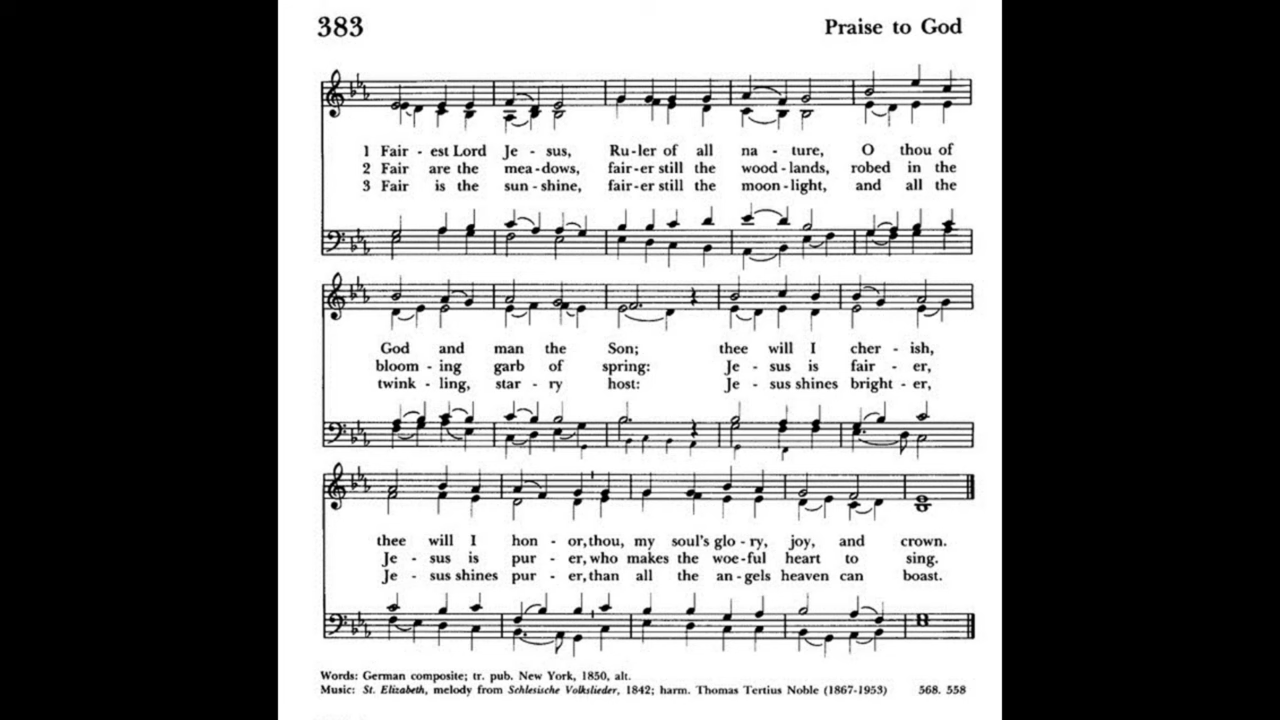 383 Praise to God
1 Fair - est Lord Je - sus, Ru - ler of all na - ture, O thou of
2 Fair are the mea - dows, fair - er still the wood - lands, robed in the
3 Fair is the sun - shine, fair - er still the moon - light, and all the
God and man the Son; thee will I cher - ish,
bloom - ing garb of spring: Je - sus is fair - er,
twink - ling, star - ry host: Je - sus shines bright - er,
thee will I hon - or, thou, my soul's glo - ry, joy, and crown.
Je - sus is pur - er, who makes the woe - ful heart to sing.
Je - sus shines pur - er, than all the an - gels heaven can boast.
Words: German composite; tr. pub. New York, 1850, alt.
Music: St. Elizabeth, melody from Schlesische Volkslieder, 1842; harm. Thomas Tertius Noble (1867-1953) 568. 558